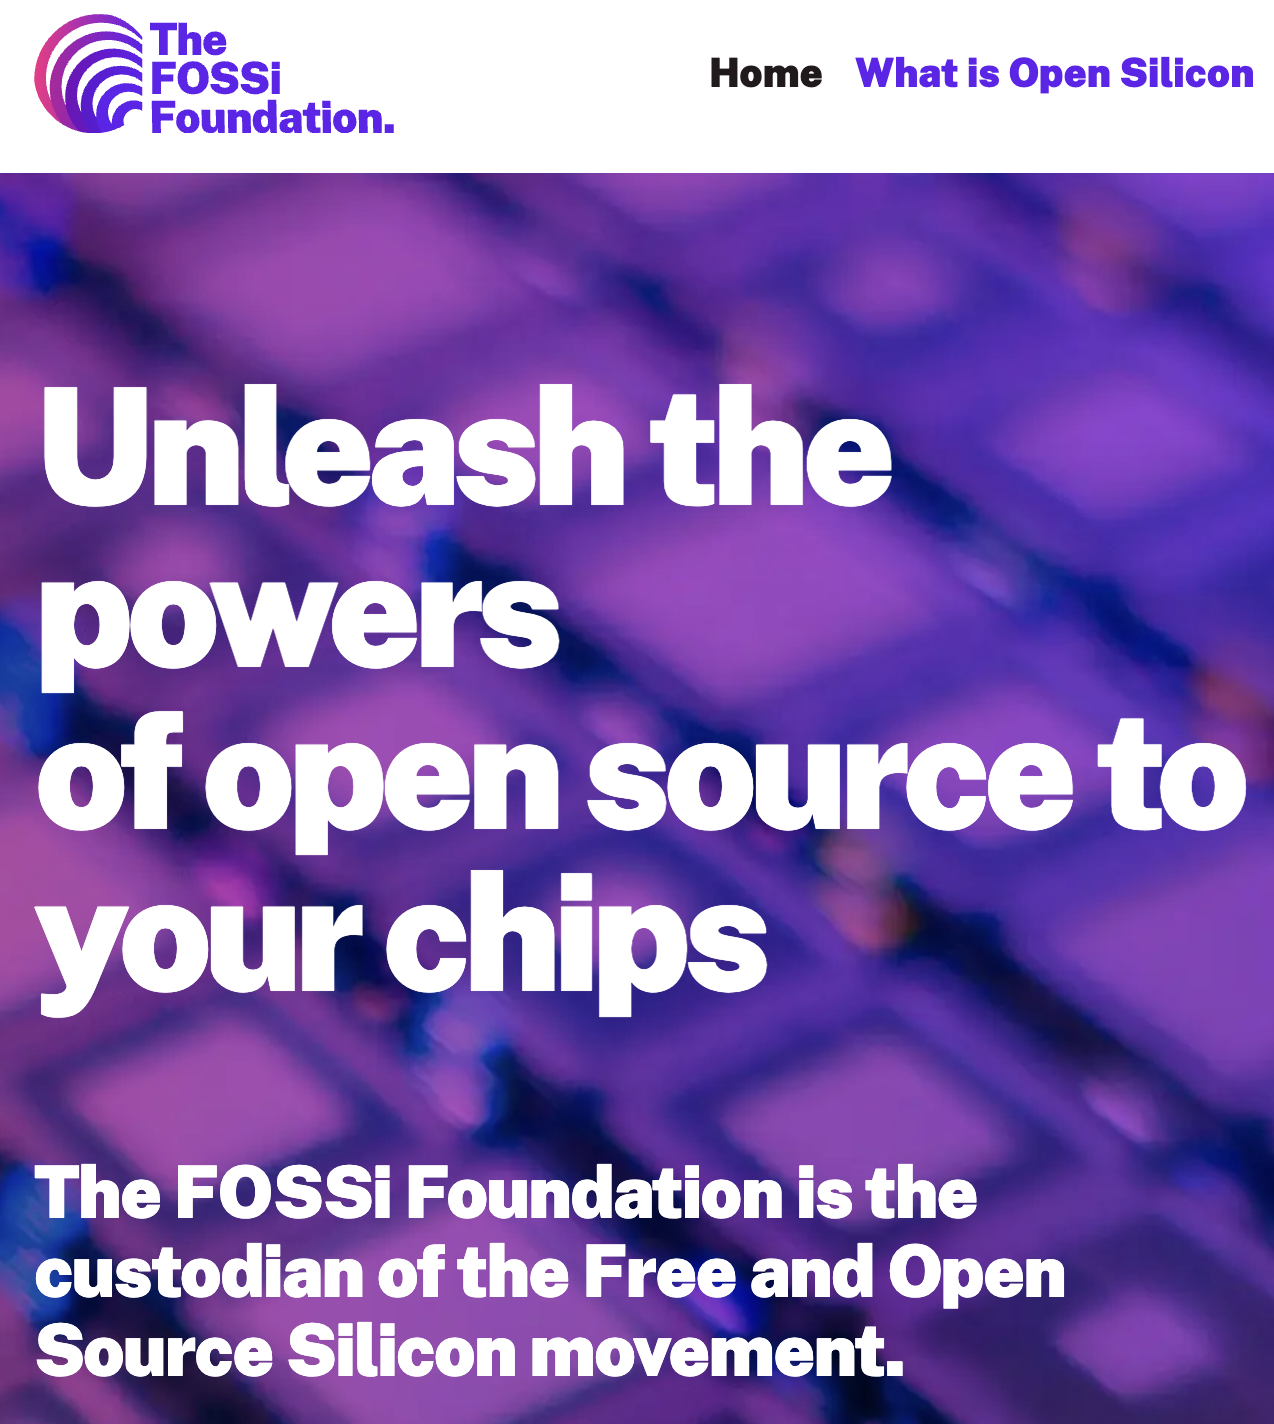 The
FOSSi
Foundation.
Home What is Open Silicon
Unleash the
powers
of open source to
your chips
The FOSSi Foundation is the
custodian of the Free and Open
Source Silicon movement.